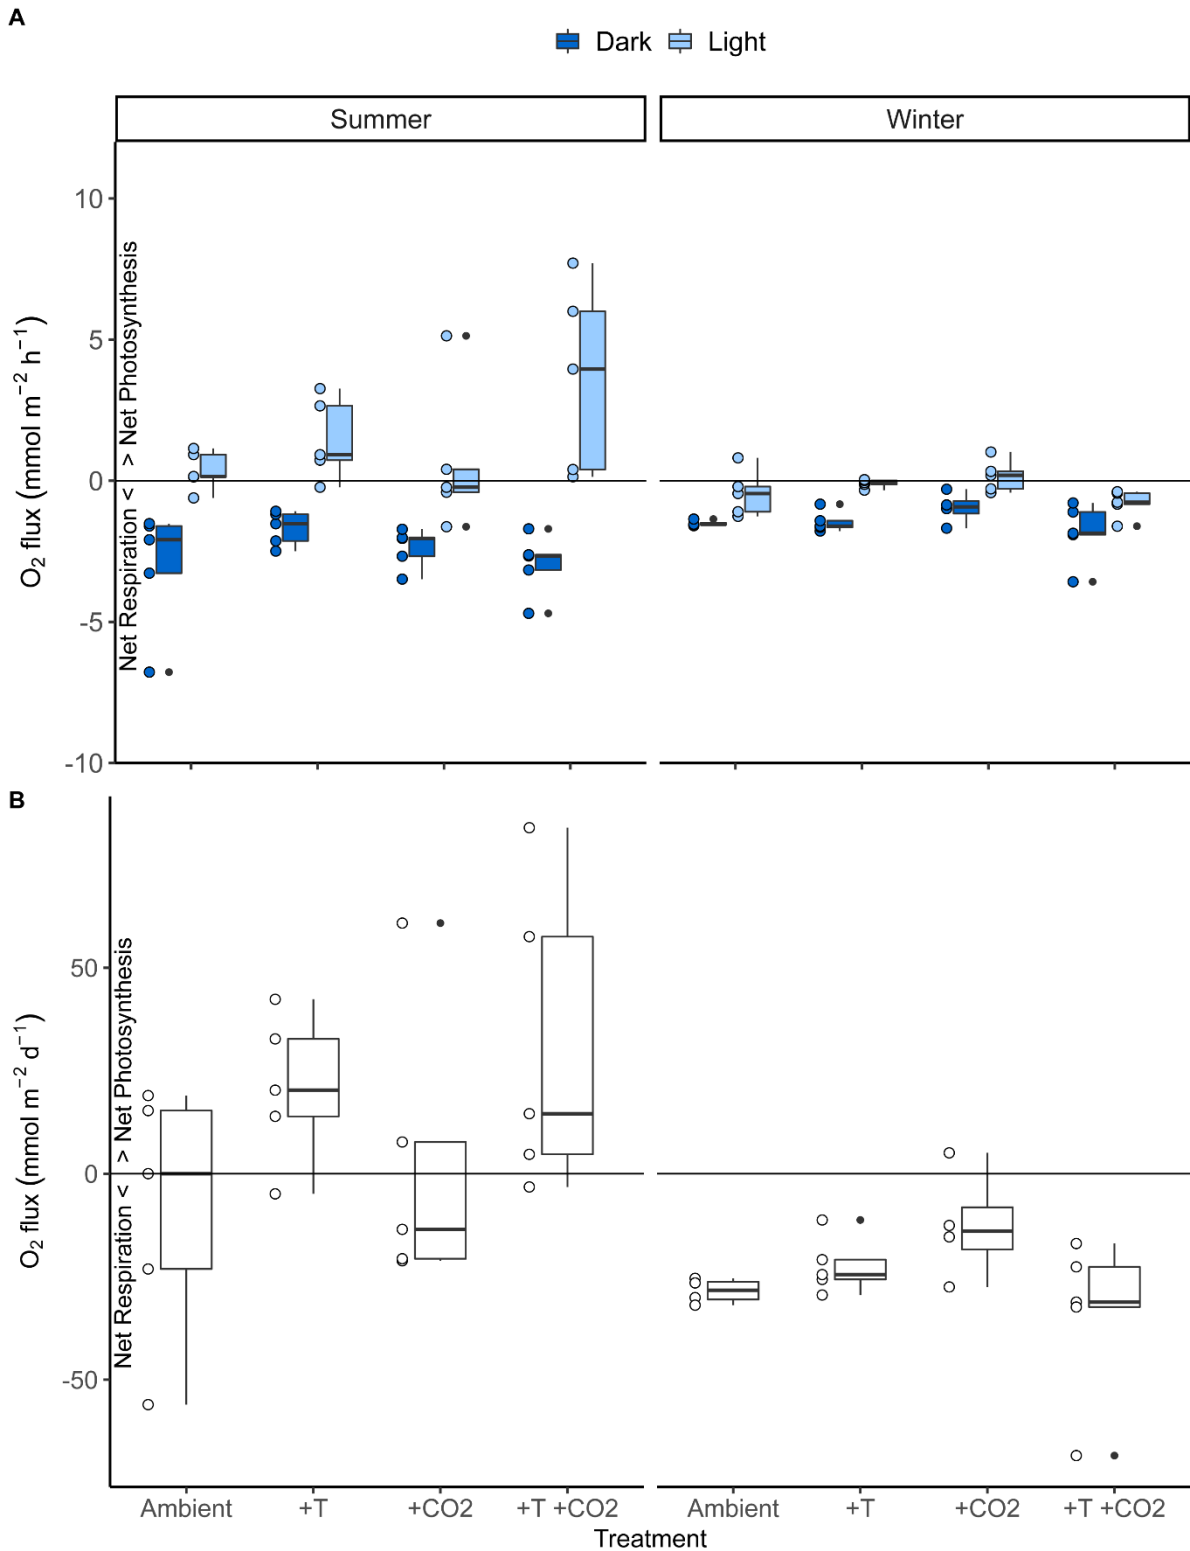 A
Dark Light
Summer Winter
10
5
0
-5
-10
O₂ flux (mmol m⁻² h⁻¹)
Net Respiration < > Net Photosynthesis
B
50
0
-50
O₂ flux (mmol m⁻² d⁻¹)
Net Respiration < > Net Photosynthesis
Ambient +T +CO2 +T +CO2 Ambient +T +CO2 +T +CO2
Treatment